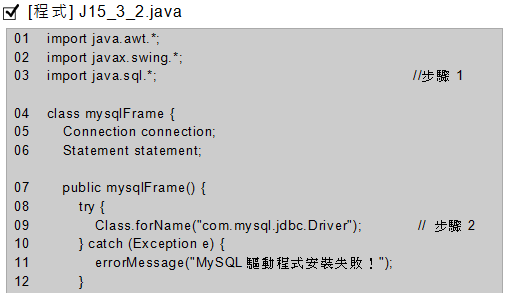 [程式] J15_3_2.java
01 import java.awt.*;
02 import javax.swing.*;
03 import java.sql.*; //步驟 1
04 class mysqlFrame {
05 Connection connection;
06 Statement statement;
07 public mysqlFrame() {
08 try {
09 Class.forName("com.mysql.jdbc.Driver"); // 步驟 2
10 } catch (Exception e) {
11 errorMessage("MySQL 驅動程式安裝失敗！");
12 }